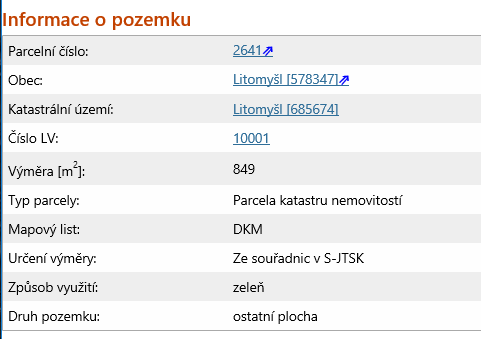 Informace o pozemku
Parcelní číslo: 2641
Obec: Litomyšl [578347]
Katastrální území: Litomyšl [685674]
Číslo LV: 10001
Výměra [m2]: 849
Typ parcely: Parcela katastru nemovitostí
Mapový list: DKM
Určení výměry: Ze souřadnic v S-JTSK
Způsob využití: zeleň
Druh pozemku: ostatní plocha